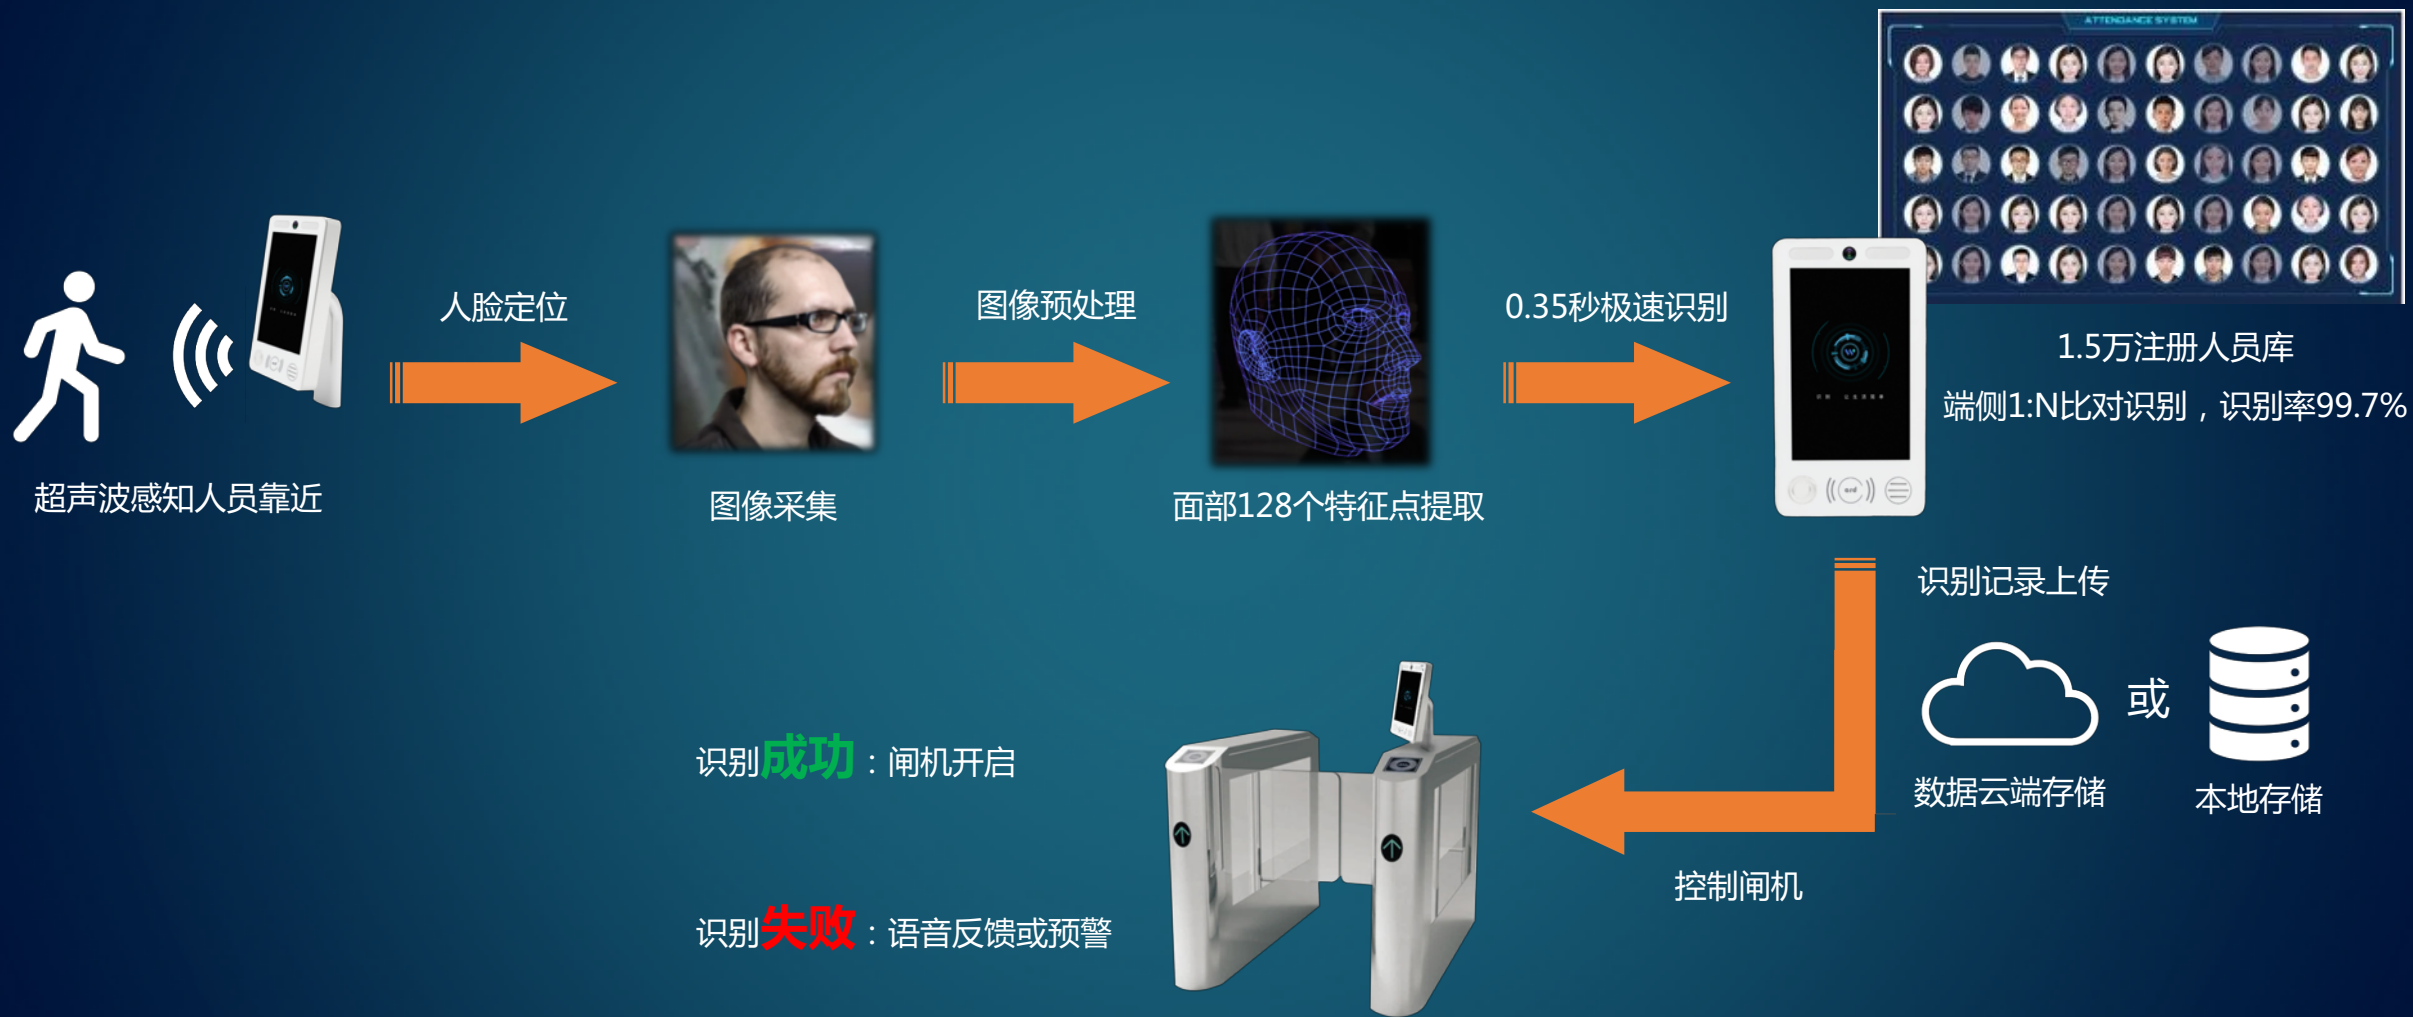 ATTENDANCE SYSTEM
人脸定位
图像预处理
0.35秒极速识别
1.5万注册人员库
端侧1:N比对识别，识别率99.7%
超声波感知人员靠近
图像采集
面部128个特征点提取
识别记录上传
或
数据云端存储
本地存储
识别成功：闸机开启
控制闸机
识别失败：语音反馈或预警